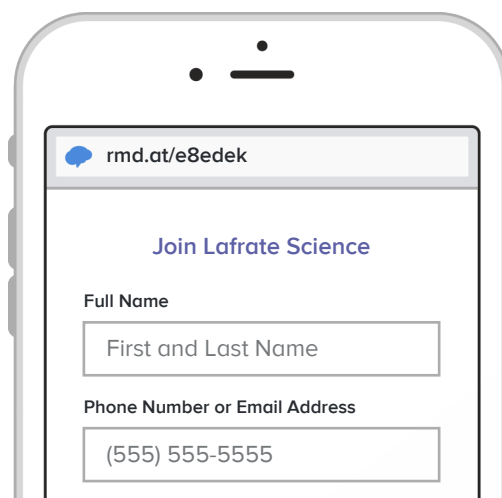 rmd.at/e8edek
Join Lafrate Science
Full Name
First and Last Name
Phone Number or Email Address
(555) 555-5555